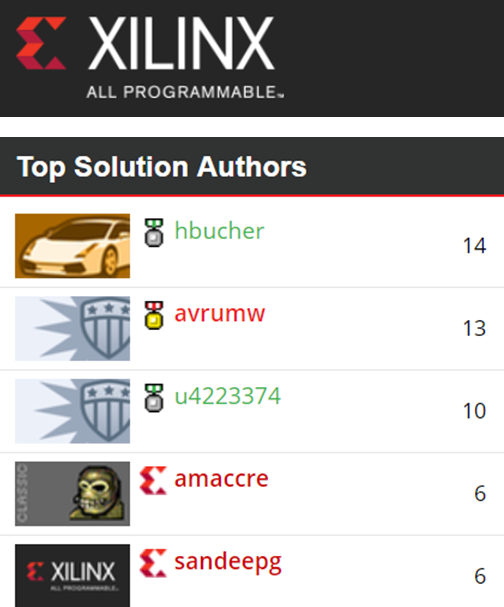 XILINX
ALL PROGRAMMABLE™
Top Solution Authors
hbucher 14
avrumw 13
u4223374 10
CLASSIC
amaccre 6
XILINX
ALL PROGRAMMABLE
sandeepg 6